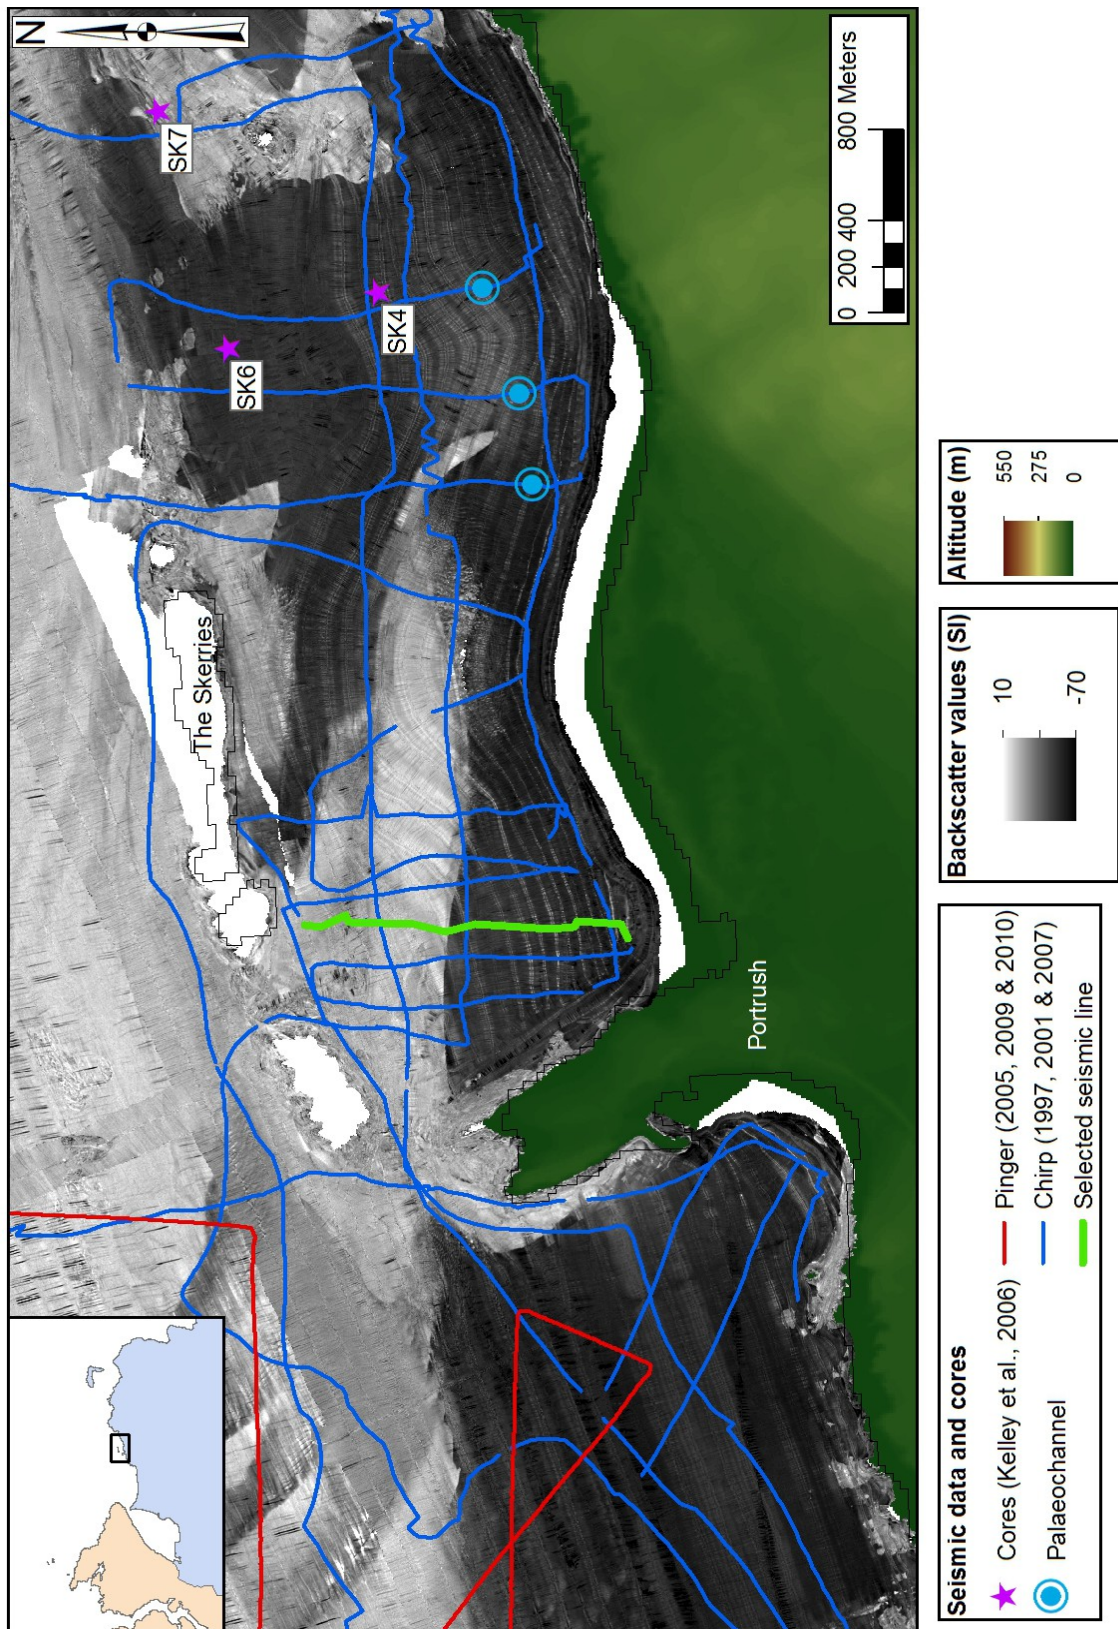 N
SK7
SK6
SK4
The Skerries
Portrush
0 200 400 800 Meters
Seismic data and cores
Cores (Kelley et al., 2006)
Palaeochannel
Pinger (2005, 2009 & 2010)
Chirp (1997, 2001 & 2007)
Selected seismic line
Backscatter values (SI)
10
-70
Altitude (m)
550
275
0